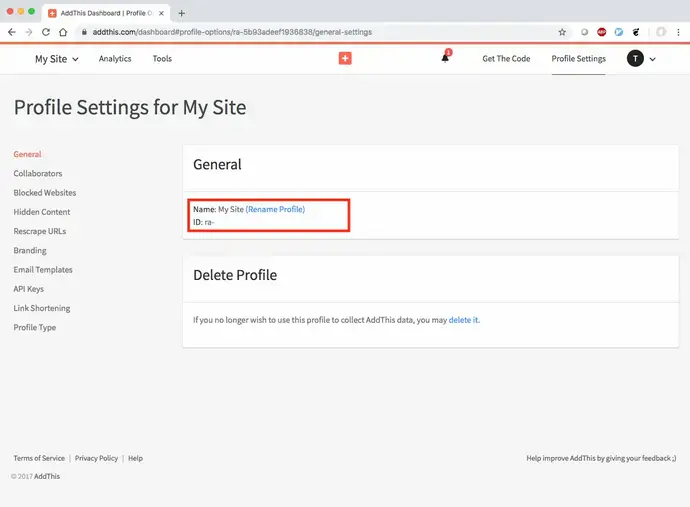 AddThis Dashboard | Profile O
addthis.com/dashboard#profile-options/ra-5b93adeef1936838/general-settings
My Site Analytics Tools 1 Get The Code Profile Settings T
Profile Settings for My Site
General
Collaborators
Blocked Websites
Hidden Content
Rescrape URLs
Branding
Email Templates
API Keys
Link Shortening
Profile Type
General
Name: My Site (Rename Profile)
ID: ra-
Delete Profile
If you no longer wish to use this profile to collect AddThis data, you may delete it.
Terms of Service | Privacy Policy | Help
Help improve AddThis by giving your feedback ;)
© 2017 AddThis